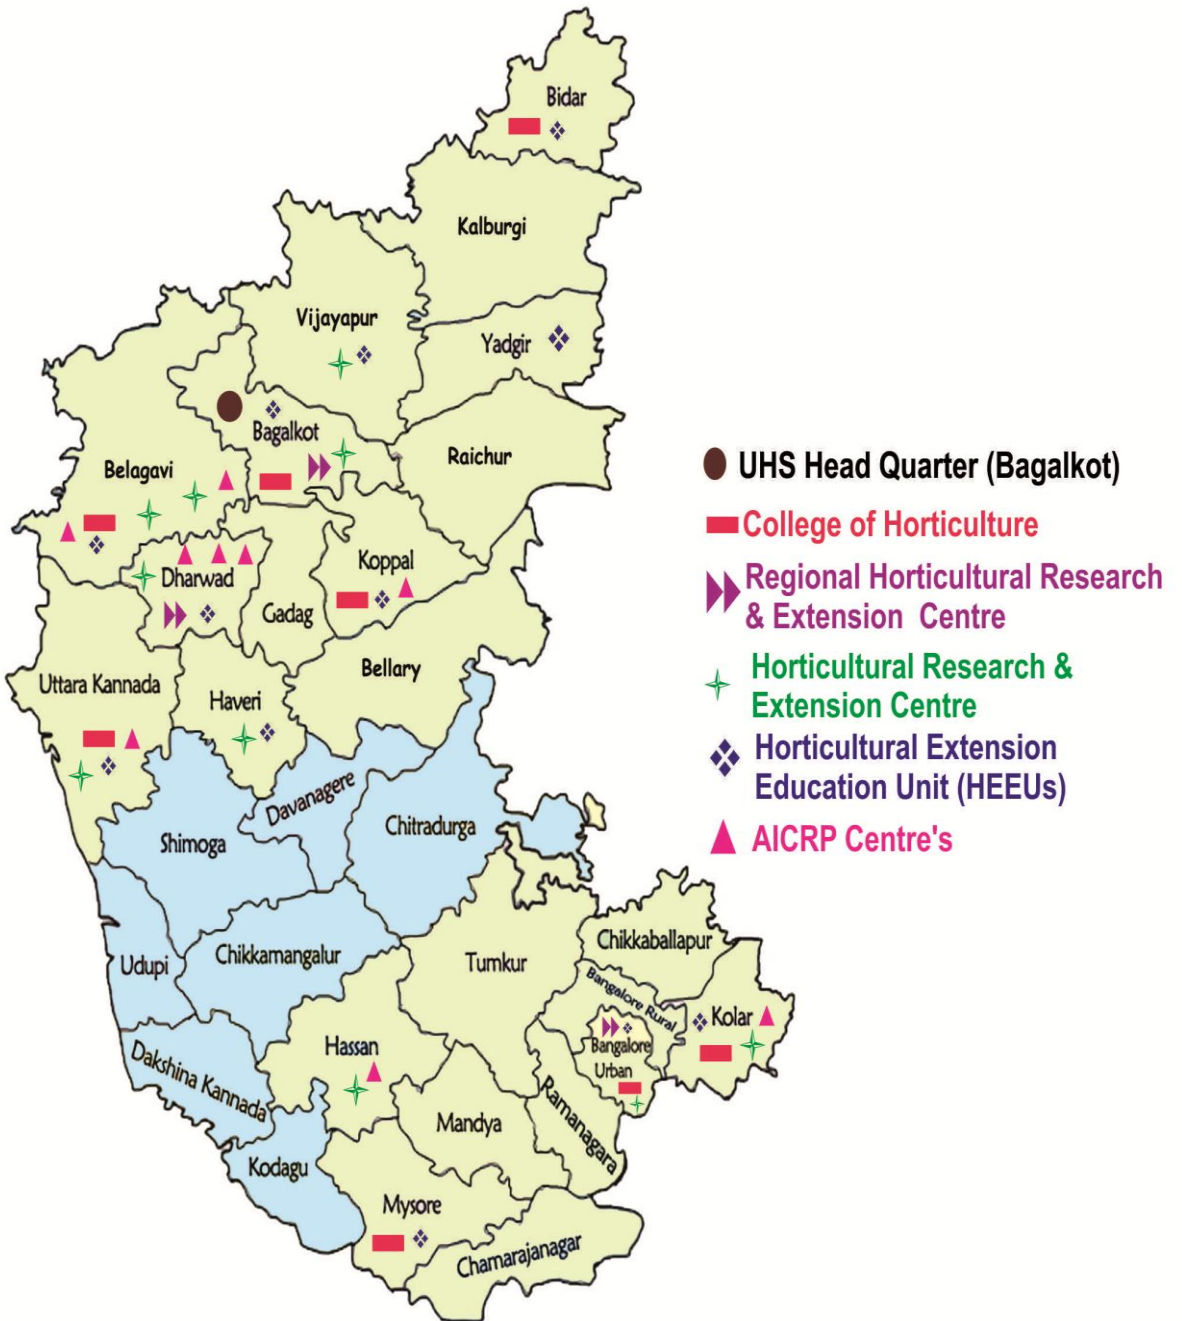 Bidar
Kalburgi
Vijayapur
Yadgir
Bagalkot
Raichur
Belagavi
Koppal
Dharwad
Gadag
Bellary
Uttara Kannada
Haveri
Davanagere
Chitradurga
Shimoga
Chikkaballapur
Chikkamangalur
Tumkur
Udupi
Bangalore Rural
Kolar
Hassan
Bangalore
Urban
Dakshina Kannada
Ramanagara
Mandya
Kodagu
Mysore
Chamarajanagar
UHS Head Quarter (Bagalkot)
College of Horticulture
Regional Horticultural Research
& Extension Centre
Horticultural Research &
Extension Centre
Horticultural Extension
Education Unit (HEEUs)
AICRP Centre's